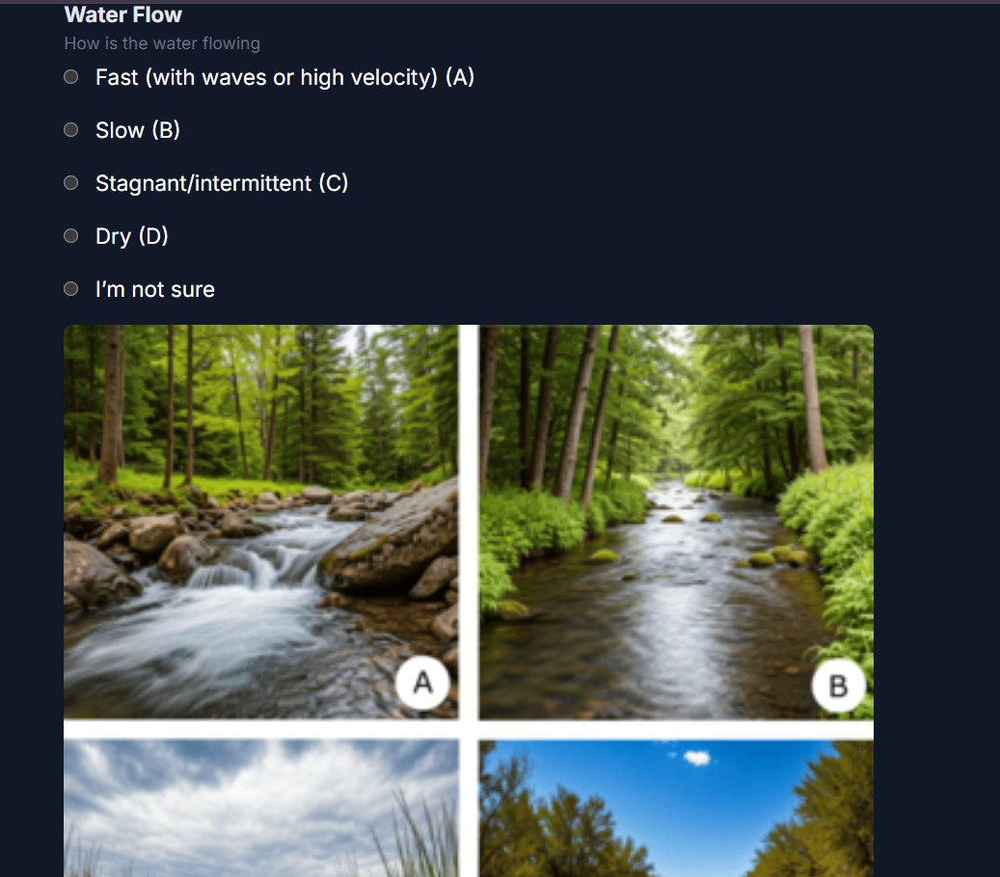 Water Flow
How is the water flowing
Fast (with waves or high velocity) (A)
Slow (B)
Stagnant/intermittent (C)
Dry (D)
I’m not sure
A
B